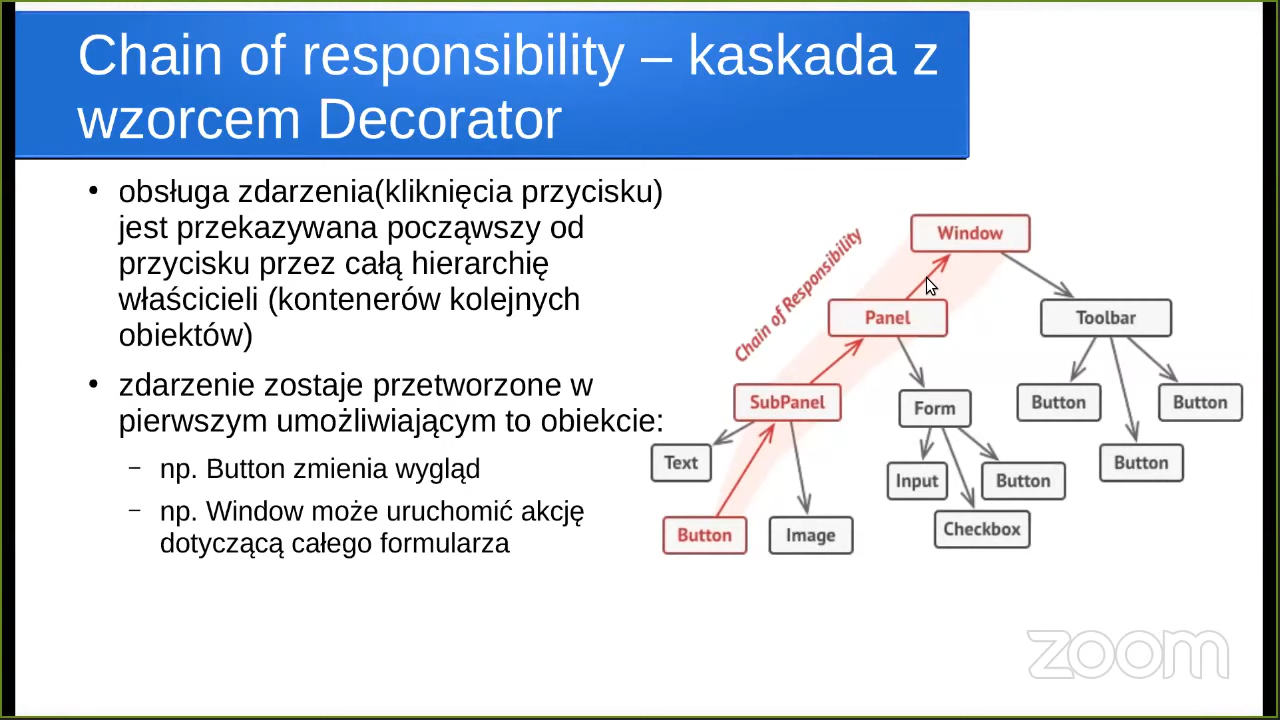 Chain of responsibility – kaskada z
wzorcem Decorator
• obsługa zdarzenia(kliknięcia przycisku)
jest przekazywana począwszy od
przycisku przez całą hierarchię
właścicieli (kontenerów kolejnych
obiektów)
• zdarzenie zostaje przetworzone w
pierwszym umożliwiającym to obiekcie:
– np. Button zmienia wygląd
– np. Window może uruchomić akcję
dotyczącą całego formularza
Chain of Responsibility
Window
Panel
Toolbar
SubPanel
Form
Button
Button
Text
Input
Button
Button
Button
Image
Checkbox
zoom